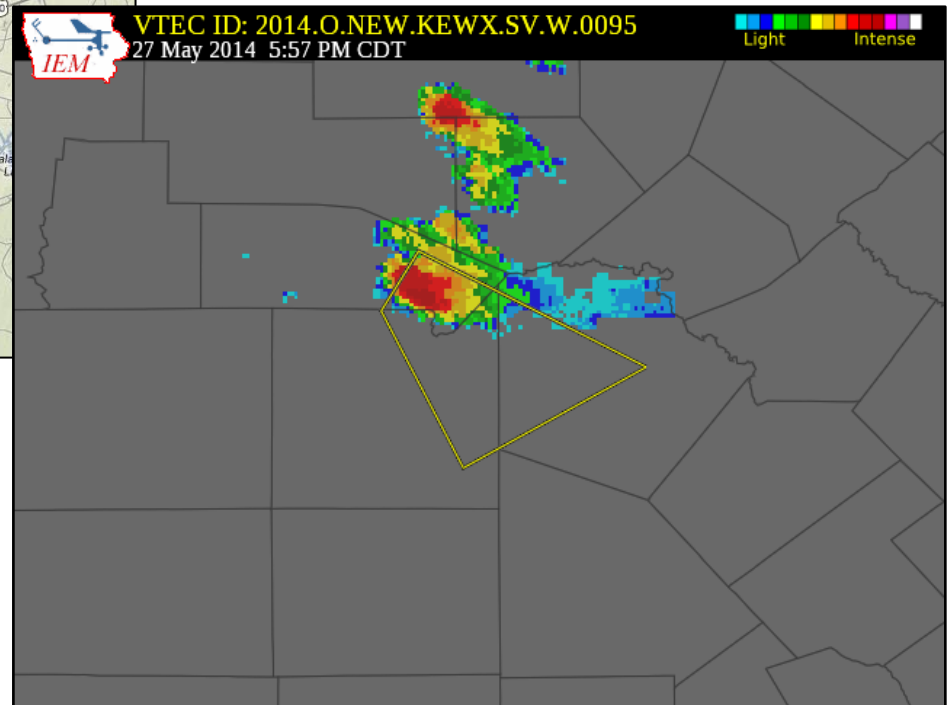 VTEC ID: 2014.O.NEW.KEWX.SV.W.0095
27 May 2014 5:57 PM CDT
IEM
Light Intense